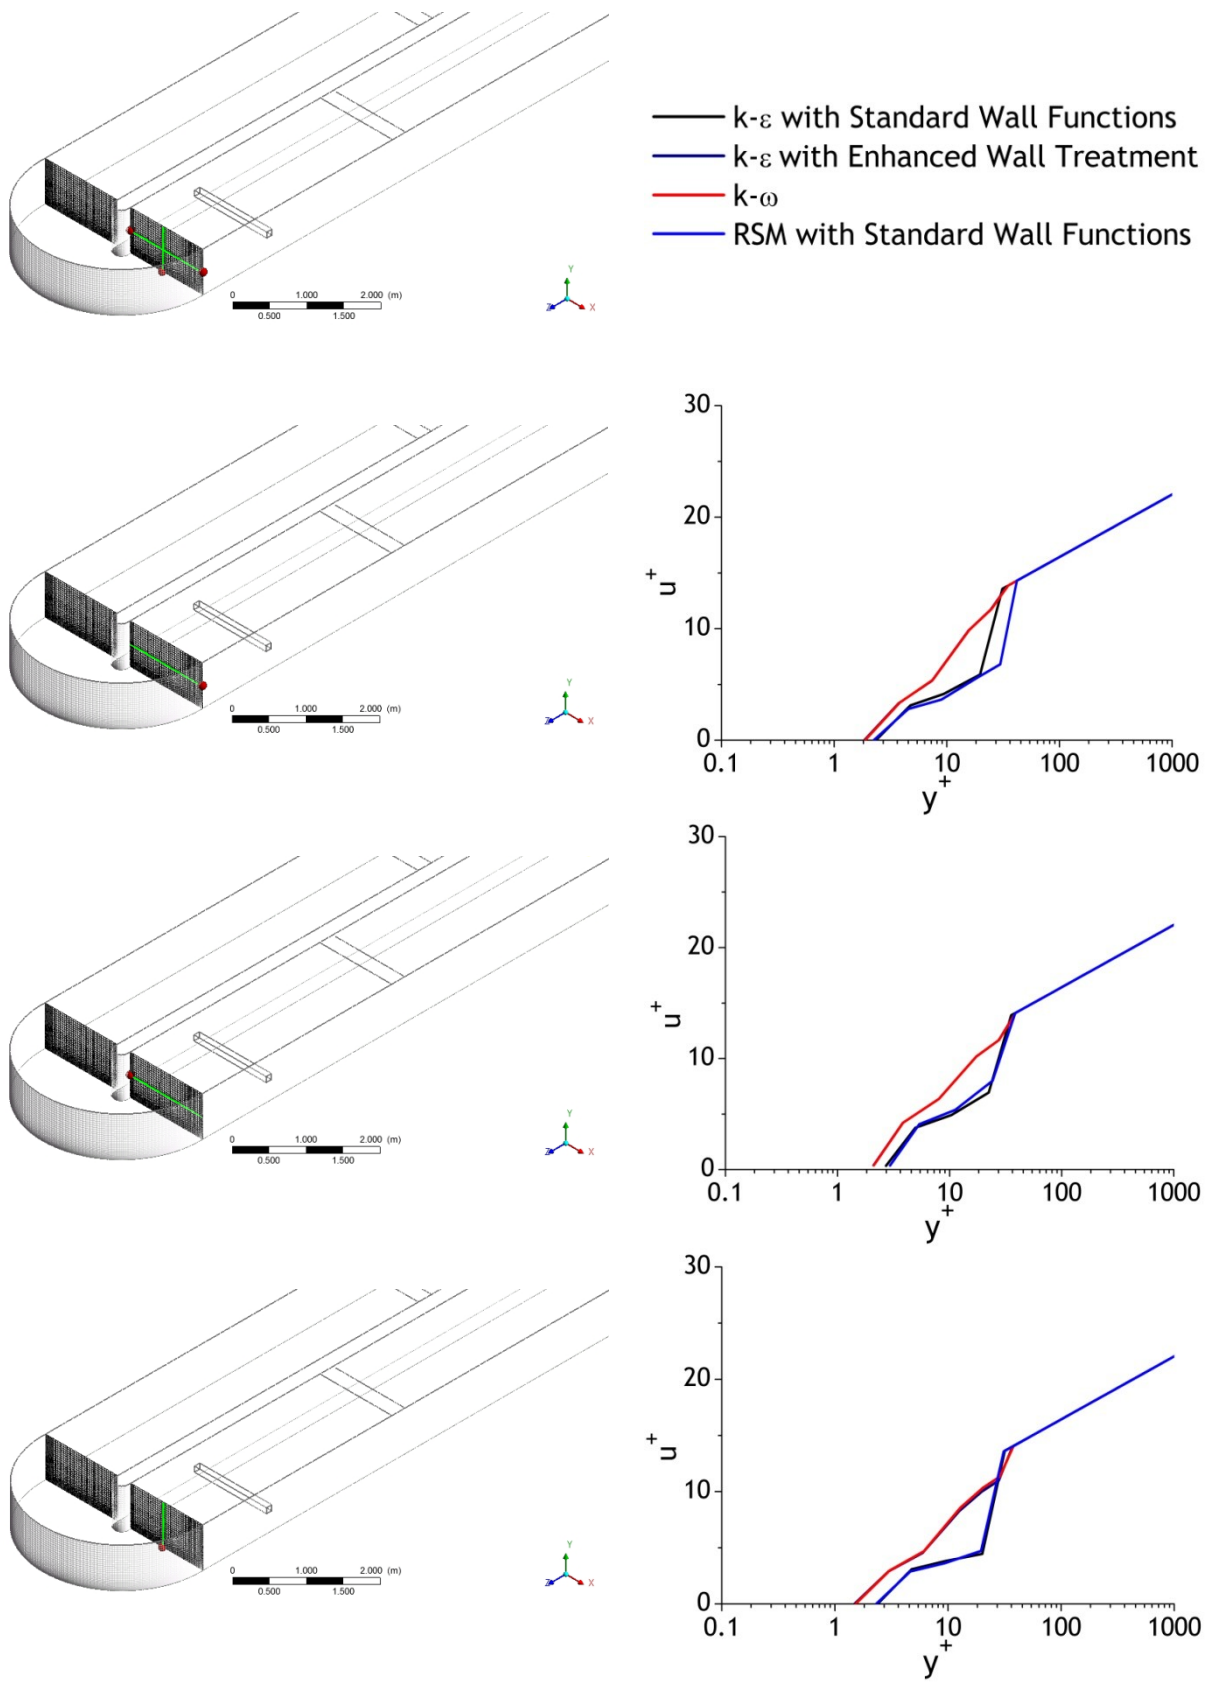 k-ε with Standard Wall Functions
k-ε with Enhanced Wall Treatment
k-ω
RSM with Standard Wall Functions
0 1.000 2.000 (m)
0.500 1.500
Y
Z X
30
20
10
0
u+
0.1 1 10 100 1000
y+
0 1.000 2.000 (m)
0.500 1.500
Y
Z X
30
20
10
0
u+
0.1 1 10 100 1000
y+
0 1.000 2.000 (m)
0.500 1.500
Y
Z X
30
20
10
0
u+
0.1 1 10 100 1000
y+
0 1.000 2.000 (m)
0.500 1.500
Y
Z X